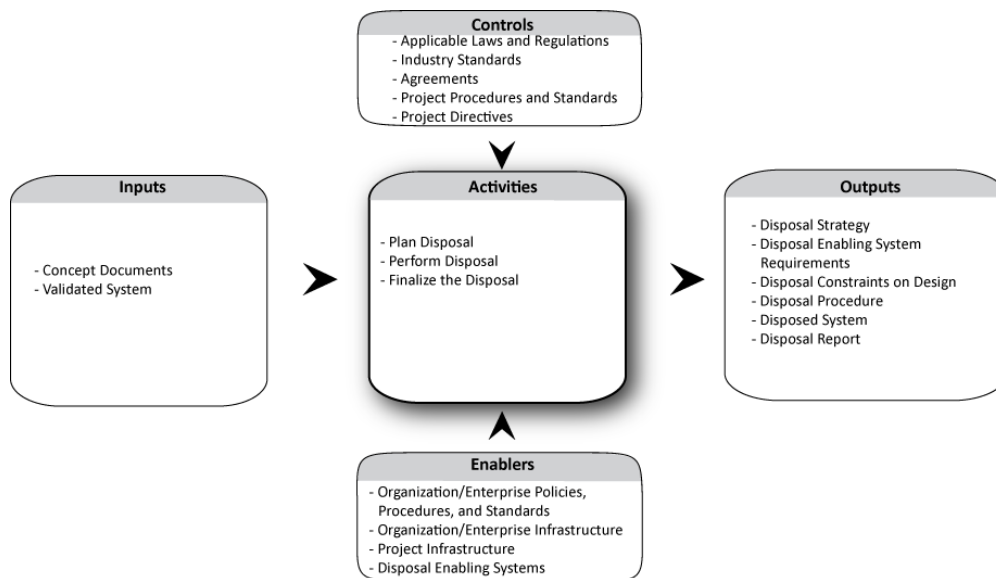 Controls
- Applicable Laws and Regulations
- Industry Standards
- Agreements
- Project Procedures and Standards
- Project Directives
Inputs
- Concept Documents
- Validated System
Activities
- Plan Disposal
- Perform Disposal
- Finalize the Disposal
Outputs
- Disposal Strategy
- Disposal Enabling System
Requirements
- Disposal Constraints on Design
- Disposal Procedure
- Disposed System
- Disposal Report
Enablers
- Organization/Enterprise Policies,
Procedures, and Standards
- Organization/Enterprise Infrastructure
- Project Infrastructure
- Disposal Enabling Systems